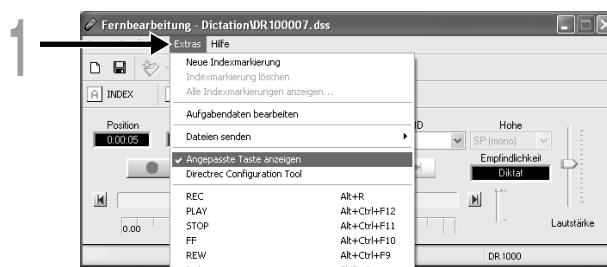 1
Fernbearbeitung - Dictation\DR100007.dss
Extras Hilfe
A INDEX
Neue Indexmarkierung
Indexmarkierung löschen
Alle Indexmarkierungen anzeigen...
Aufgabendaten bearbeiten
Dateien senden
Angepasste Taste anzeigen
Directrec Configuration Tool
REC Alt+R
PLAY Alt+Ctrl+F12
STOP Alt+Ctrl+F11
FF Alt+Ctrl+F10
REW Alt+Ctrl+F9
Position
0:00:05
0.00
Hohe
SP (mono)
Empfindlichkeit
Diktat
Lautstärke
DR 1000